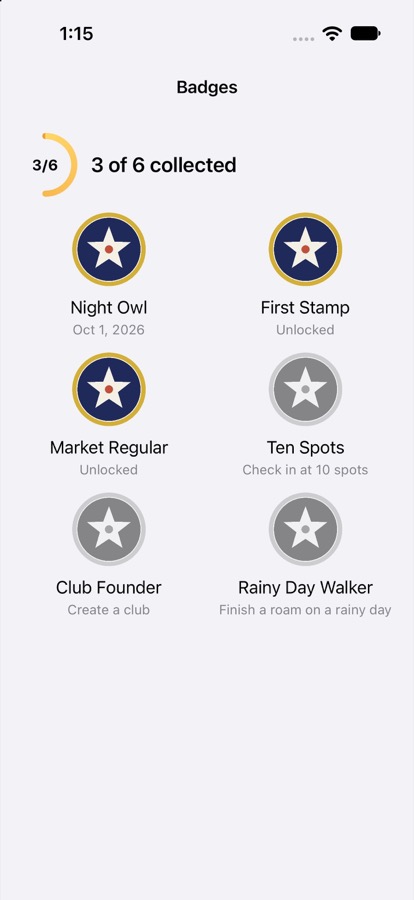 1:15
Badges
3/6
3 of 6 collected
Night Owl
Oct 1, 2026
First Stamp
Unlocked
Market Regular
Unlocked
Ten Spots
Check in at 10 spots
Club Founder
Create a club
Rainy Day Walker
Finish a roam on a rainy day